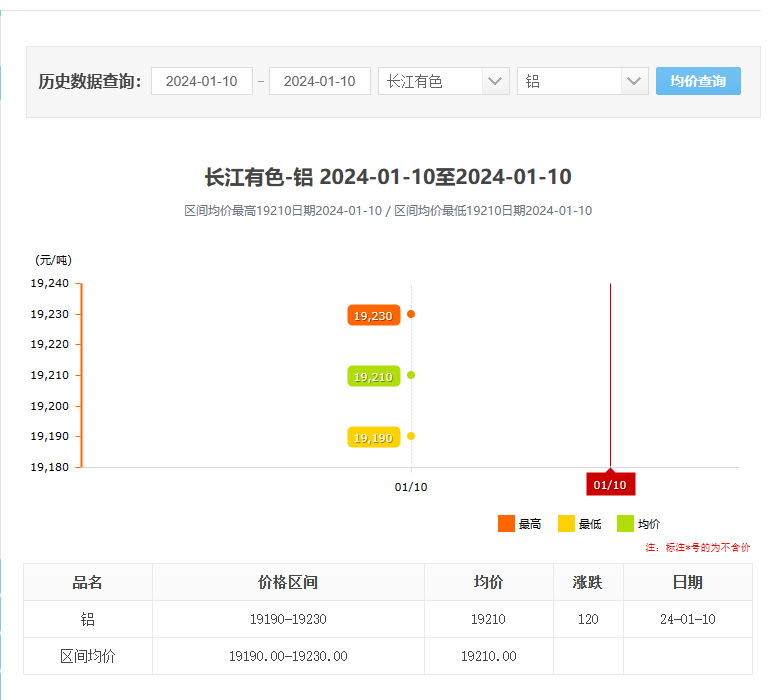 历史数据查询： 2024-01-10 - 2024-01-10 长江有色 铝 均价查询
长江有色-铝 2024-01-10至2024-01-10
区间均价最高19210日期2024-01-10 / 区间均价最低19210日期2024-01-10
(元/吨)
19,240
19,230
19,220
19,210
19,200
19,190
19,180
19,230
19,210
19,190
01/10
01/10
最高 最低 均价
注: 标注*号的为不含价
品名 价格区间 均价 涨跌 日期
铝 19190-19230 19210 120 24-01-10
区间均价 19190.00-19230.00 19210.00